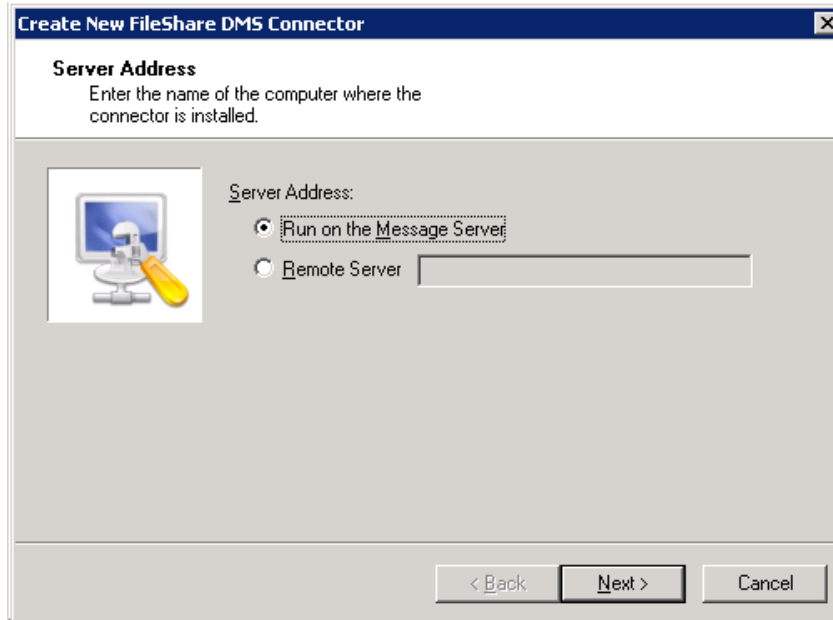 Create New FileShare DMS Connector
Server Address
Enter the name of the computer where the
connector is installed.
Server Address:
Run on the Message Server
Remote Server
< Back
Next >
Cancel